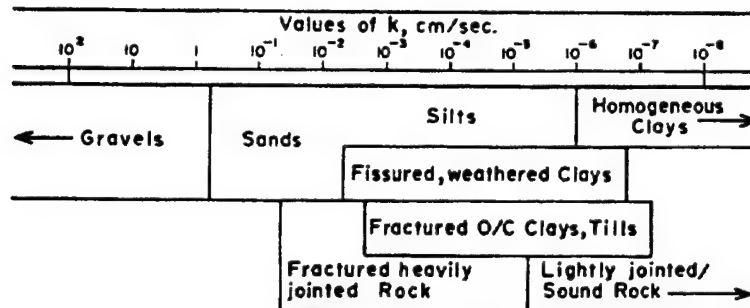 Values of k, cm/sec.
10² 10 1 10⁻¹ 10⁻² 10⁻³ 10⁻⁴ 10⁻⁵ 10⁻⁶ 10⁻⁷ 10⁻⁸
Gravels
Sands
Silts
Homogeneous
Clays
Fissured, weathered Clays
Fractured O/C Clays, Tills
Fractured heavily
jointed Rock
Lightly jointed/
Sound Rock